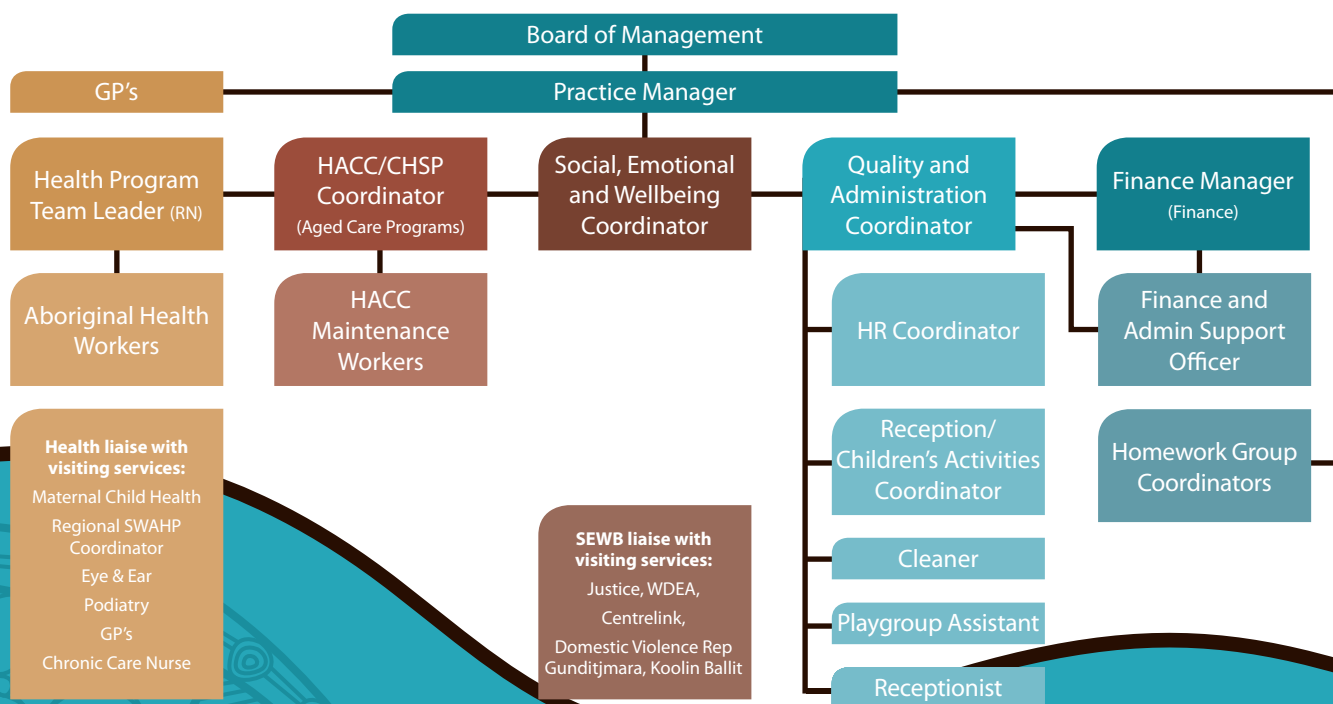 Board of Management
GP's
Practice Manager
Health Program
Team Leader (RN)
HACC/CHSP
Coordinator
(Aged Care Programs)
Social, Emotional
and Wellbeing
Coordinator
Quality and
Administration
Coordinator
Finance Manager
(Finance)
Aboriginal Health
Workers
HACC
Maintenance
Workers
HR Coordinator
Finance and
Admin Support
Officer
Health liaise with
visiting services:
Maternal Child Health
Regional SWAHP
Coordinator
Eye & Ear
Podiatry
GP's
Chronic Care Nurse
SEWB liaise with
visiting services:
Justice, WDEA,
Centrelink,
Domestic Violence Rep
Gunditjmara, Koolin Ballit
Reception/
Children's Activities
Coordinator
Homework Group
Coordinators
Cleaner
Playgroup Assistant
Receptionist